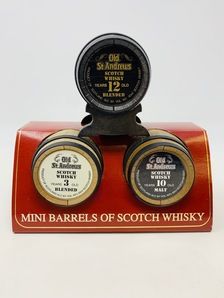 Old
St. Andrews
SCOTCH
WHISKY
YEARS 12 OLD
BLENDED
Old
St. Andrews
SCOTCH
WHISKY
YEARS 3 OLD
BLENDED
Old
St. Andrews
SCOTCH
WHISKY
YEARS 10 OLD
MALT
MINI BARRELS OF SCOTCH WHISKY